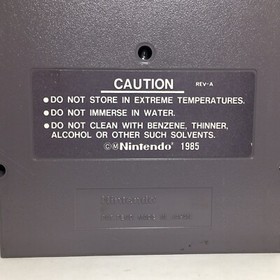 CAUTION REV-A
• DO NOT STORE IN EXTREME TEMPERATURES.
• DO NOT IMMERSE IN WATER.
• DO NOT CLEAN WITH BENZENE, THINNER,
ALCOHOL OR OTHER SUCH SOLVENTS.
©Ⓜ Nintendo® 1985
Nintendo